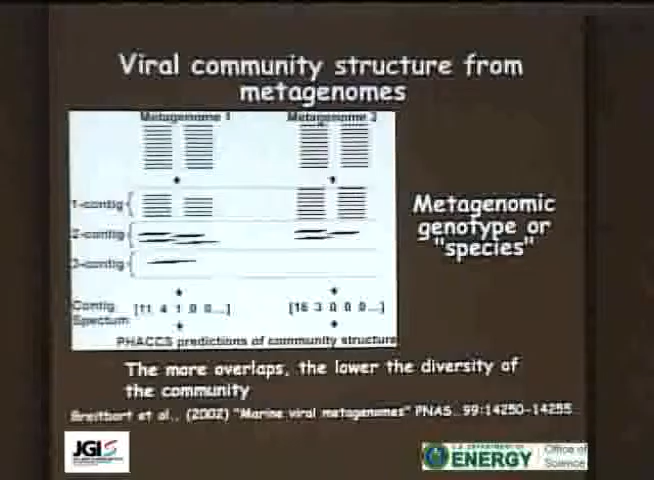 Viral community structure from
metagenomes
Metagenome 1 Metagenome 2
1-contig
2-contig
3-contig
Metagenomic
genotype or
"species"
Contig
Spectrum
[11 4 1 0 0...] [16 3 0 0 0...]
PHACCS predictions of community structure
The more overlaps, the lower the diversity of
the community
Breitbart et al., (2002) "Marine viral metagenomes" PNAS. 99:14250-14255
JGI
U.S. DEPARTMENT OF
ENERGY
Office of
Science